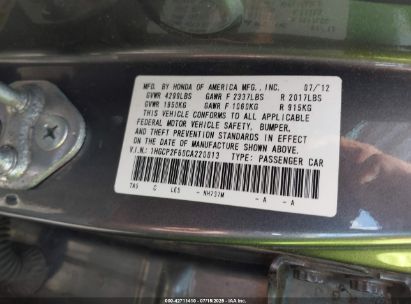 MFD. BY HONDA OF AMERICA MFG., INC. 07/12
GVWR 4299LBS GAWR F 2337LBS R 2017LBS
GVWR 1950KG GAWR F 1060KG R 915KG
THIS VEHICLE CONFORMS TO ALL APPLICABLE
FEDERAL MOTOR VEHICLE SAFETY, BUMPER,
AND THEFT PREVENTION STANDARDS IN EFFECT
ON THE DATE OF MANUFACTURE SHOWN ABOVE
V.I.N.: 1HGCP2F60CA220013 TYPE: PASSENGER CAR
NH737M - A - A